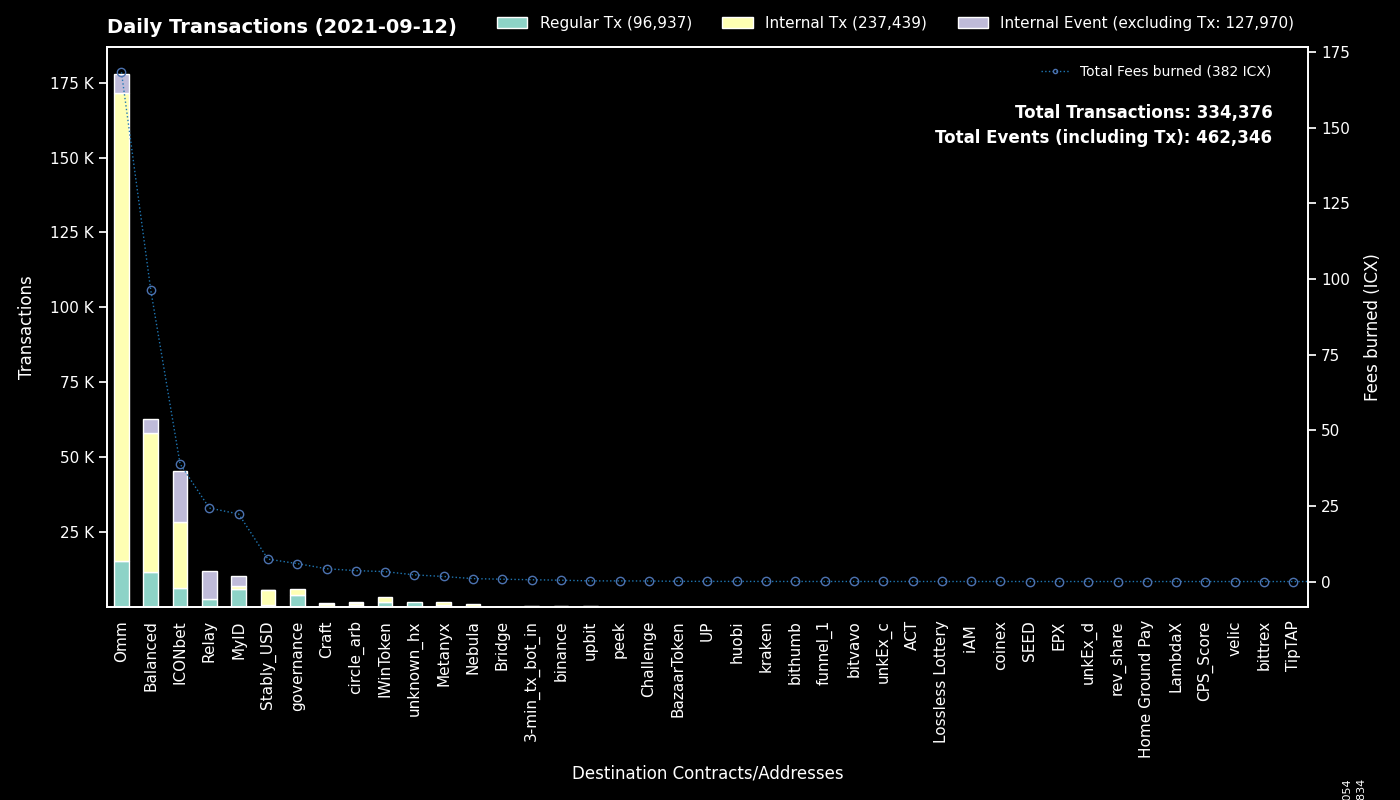 Daily Transactions (2021-09-12)
Regular Tx (96,937)
Internal Tx (237,439)
Internal Event (excluding Tx: 127,970)
Total Fees burned (382 ICX)
Total Transactions: 334,376
Total Events (including Tx): 462,346
Transactions
175 K
150 K
125 K
100 K
75 K
50 K
25 K
175
150
125
100
75
50
25
0
Fees burned (ICX)
Omm
Balanced
ICONbet
Relay
MyID
Stably_USD
governance
Craft
circle_arb
IWinToken
unknown_hx
Metanyx
Nebula
Bridge
3-min_tx_bot_in
binance
upbit
peek
Challenge
BazaarToken
UP
huobi
kraken
bithumb
funnel_1
bitvavo
unkEx_c
ACT
Lossless Lottery
iAM
coinex
SEED
EPX
unkEx_d
rev_share
Home Ground Pay
LambdaX
CPS_Score
velic
bittrex
TipTAP
Destination Contracts/Addresses